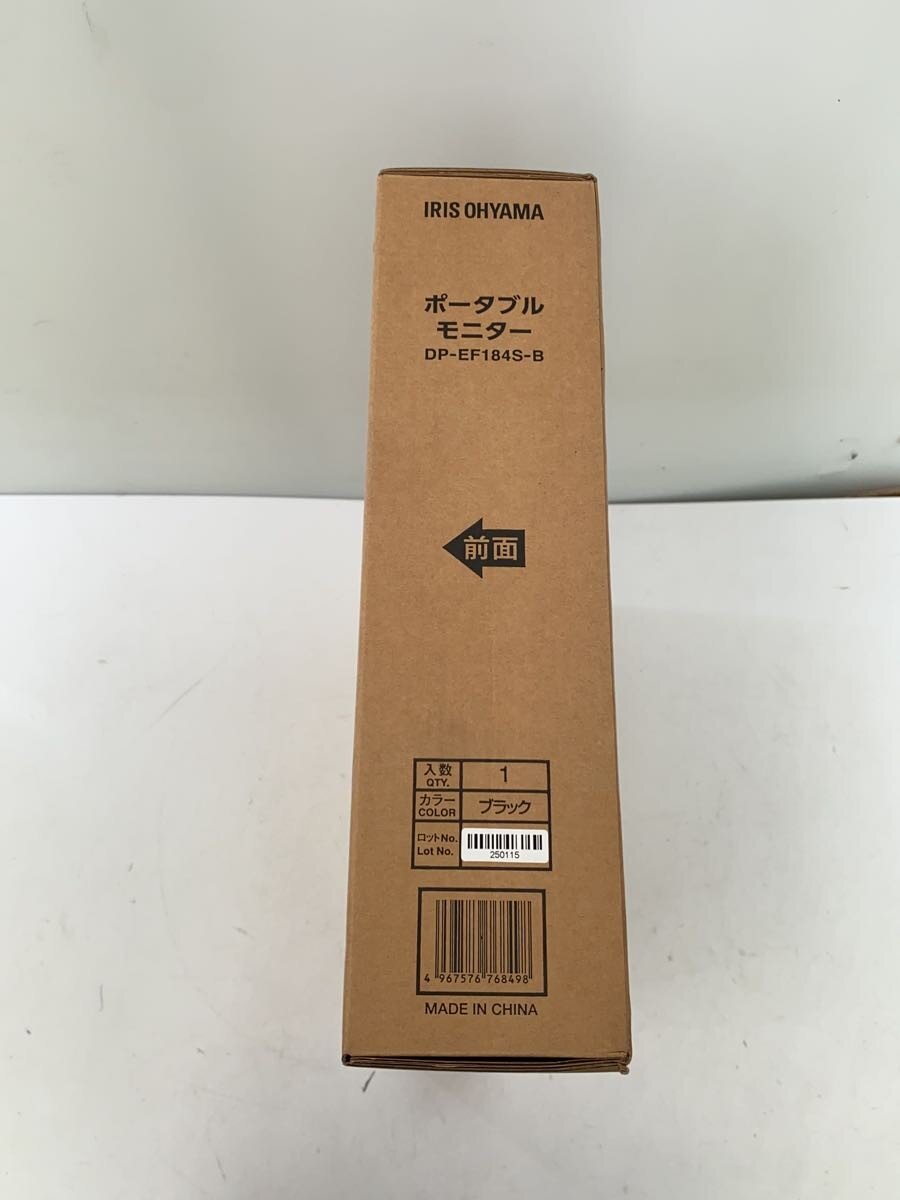 IRIS OHYAMA
ポータブル
モニター
DP-EF184S-B
前面
入数 1
QTY.
カラー ブラック
COLOR
ロットNo.
Lot No. 250115
4 967576 768498
MADE IN CHINA